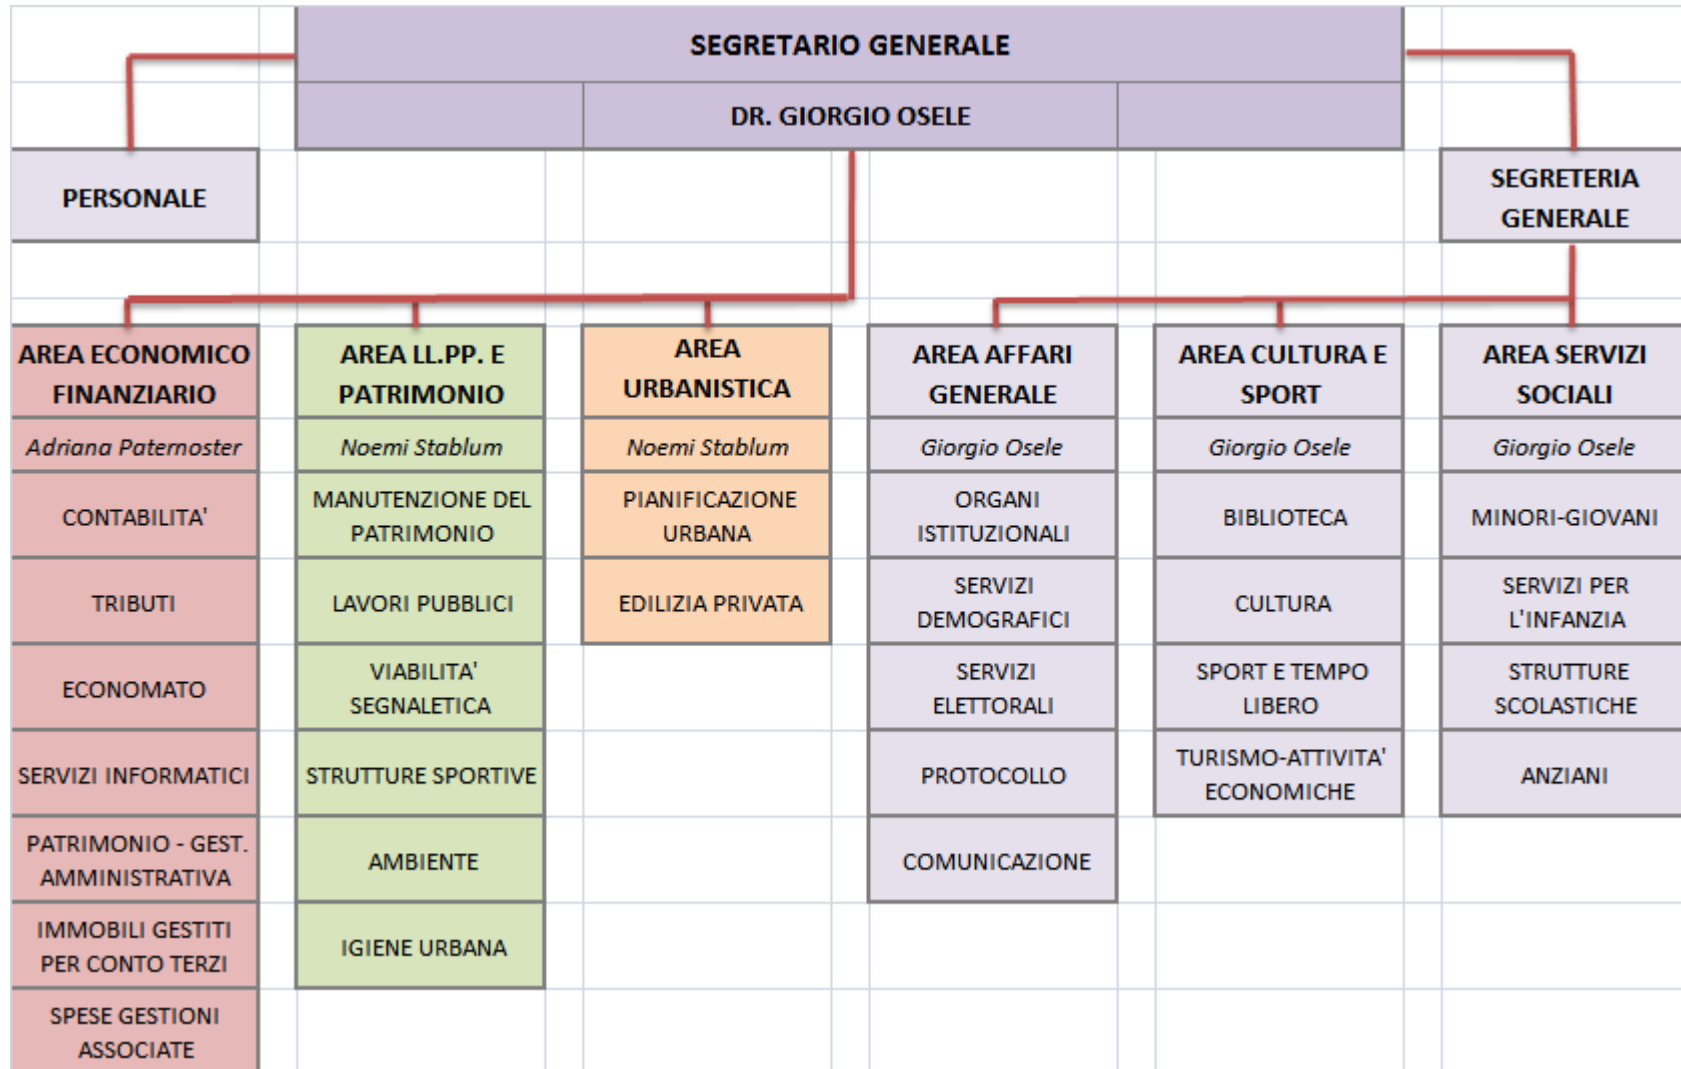 SEGRETARIO GENERALE
DR. GIORGIO OSELE
PERSONALE
SEGRETERIA
GENERALE
AREA ECONOMICO
FINANZIARIO
Adriana Paternoster
CONTABILITA'
TRIBUTI
ECONOMATO
SERVIZI INFORMATICI
PATRIMONIO - GEST.
AMMINISTRATIVA
IMMOBILI GESTITI
PER CONTO TERZI
SPESE GESTIONI
ASSOCIATE
AREA LL.PP. E
PATRIMONIO
Noemi Stablum
MANUTENZIONE DEL
PATRIMONIO
LAVORI PUBBLICI
VIABILITA'
SEGNALETICA
STRUTTURE SPORTIVE
AMBIENTE
IGIENE URBANA
AREA
URBANISTICA
Noemi Stablum
PIANIFICAZIONE
URBANA
EDILIZIA PRIVATA
AREA AFFARI
GENERALE
Giorgio Osele
ORGANI
ISTITUZIONALI
SERVIZI
DEMOGRAFICI
SERVIZI
ELETTORALI
PROTOCOLLO
COMUNICAZIONE
AREA CULTURA E
SPORT
Giorgio Osele
BIBLIOTECA
CULTURA
SPORT E TEMPO
LIBERO
TURISMO-ATTIVITA'
ECONOMICHE
AREA SERVIZI
SOCIALI
Giorgio Osele
MINORI-GIOVANI
SERVIZI PER
L'INFANZIA
STRUTTURE
SCOLASTICHE
ANZIANI